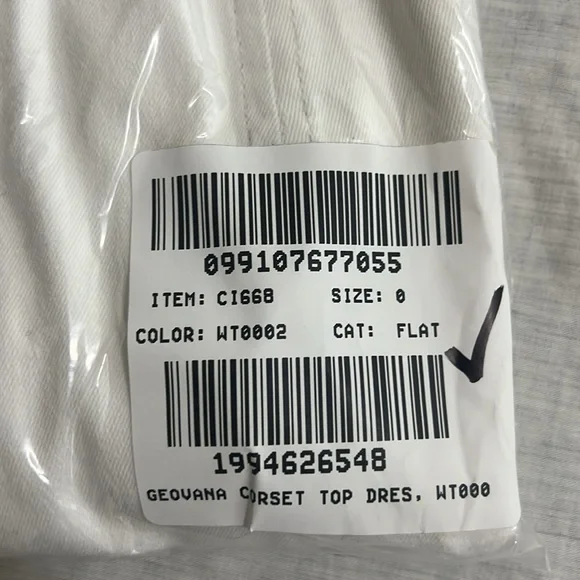 099107677055
ITEM: CI668 SIZE: 0
COLOR: WT0002 CAT: FLAT
1994626548
GEOVANA CORSET TOP DRES, WT000